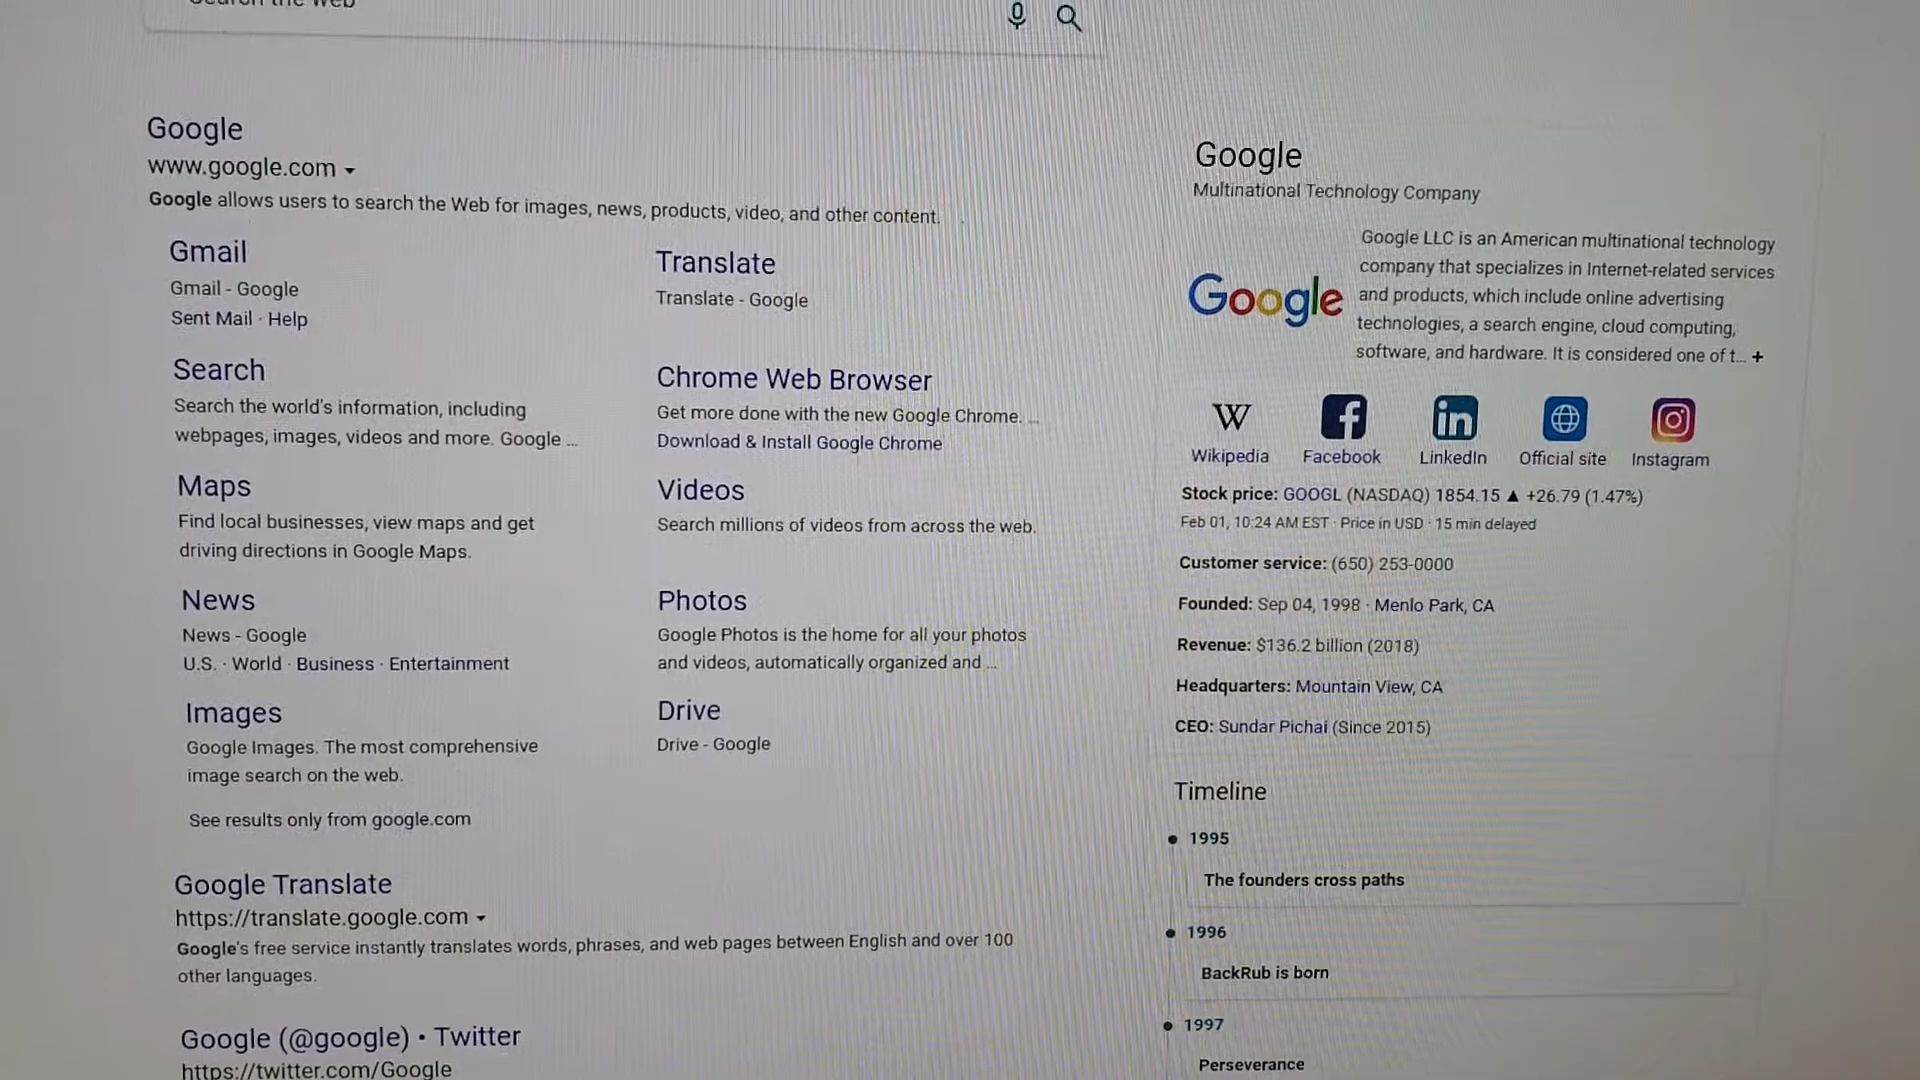 Search the web
Google
www.google.com
Google allows users to search the Web for images, news, products, video, and other content.
Gmail
Gmail - Google
Sent Mail · Help
Search
Search the world's information, including
webpages, images, videos and more. Google ...
Maps
Find local businesses, view maps and get
driving directions in Google Maps.
News
News - Google
U.S. · World · Business · Entertainment
Images
Google Images. The most comprehensive
image search on the web.
See results only from google.com
Translate
Translate - Google
Chrome Web Browser
Get more done with the new Google Chrome. ...
Download & Install Google Chrome
Videos
Search millions of videos from across the web.
Photos
Google Photos is the home for all your photos
and videos, automatically organized and ...
Drive
Drive - Google
Google Translate
https://translate.google.com
Google's free service instantly translates words, phrases, and web pages between English and over 100
other languages.
Google (@google) • Twitter
https://twitter.com/Google
Google
Multinational Technology Company
Google
Google LLC is an American multinational technology
company that specializes in Internet-related services
and products, which include online advertising
technologies, a search engine, cloud computing,
software, and hardware. It is considered one of t... +
W
f
in
Wikipedia Facebook LinkedIn Official site Instagram
Stock price: GOOGL (NASDAQ) 1854.15 ▲ +26.79 (1.47%)
Feb 01, 10:24 AM EST · Price in USD · 15 min delayed
Customer service: (650) 253-0000
Founded: Sep 04, 1998 · Menlo Park, CA
Revenue: $136.2 billion (2018)
Headquarters: Mountain View, CA
CEO: Sundar Pichai (Since 2015)
Timeline
1995
The founders cross paths
1996
BackRub is born
1997
Perseverance